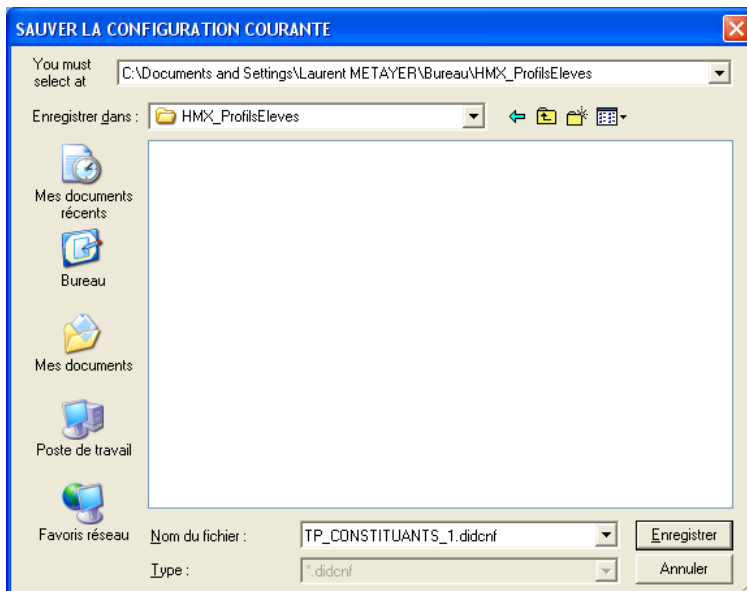 SAUVER LA CONFIGURATION COURANTE
You must
select at
C:\Documents and Settings\Laurent METAYER\Bureau\HMX_ProfilsEleves
Enregistrer dans :
HMX_ProfilsEleves
Mes documents
récents
Bureau
Mes documents
Poste de travail
Favoris réseau
Nom du fichier :
TP_CONSTITUANTS_1.didcnf
Enregistrer
Type :
*.didcnf
Annuler